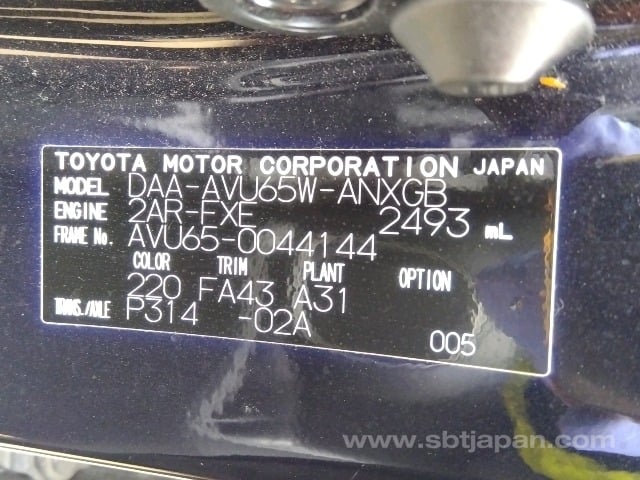 TOYOTA MOTOR CORPORATION JAPAN
MODEL DAA-AVU65W-ANXGB
ENGINE 2AR-FXE 2493 mL
FRAME No. AVU65-0044144
COLOR TRIM PLANT OPTION
220 FA43 A31
TRANS./AXLE P314 -02A 005
www.sbtjapan.com